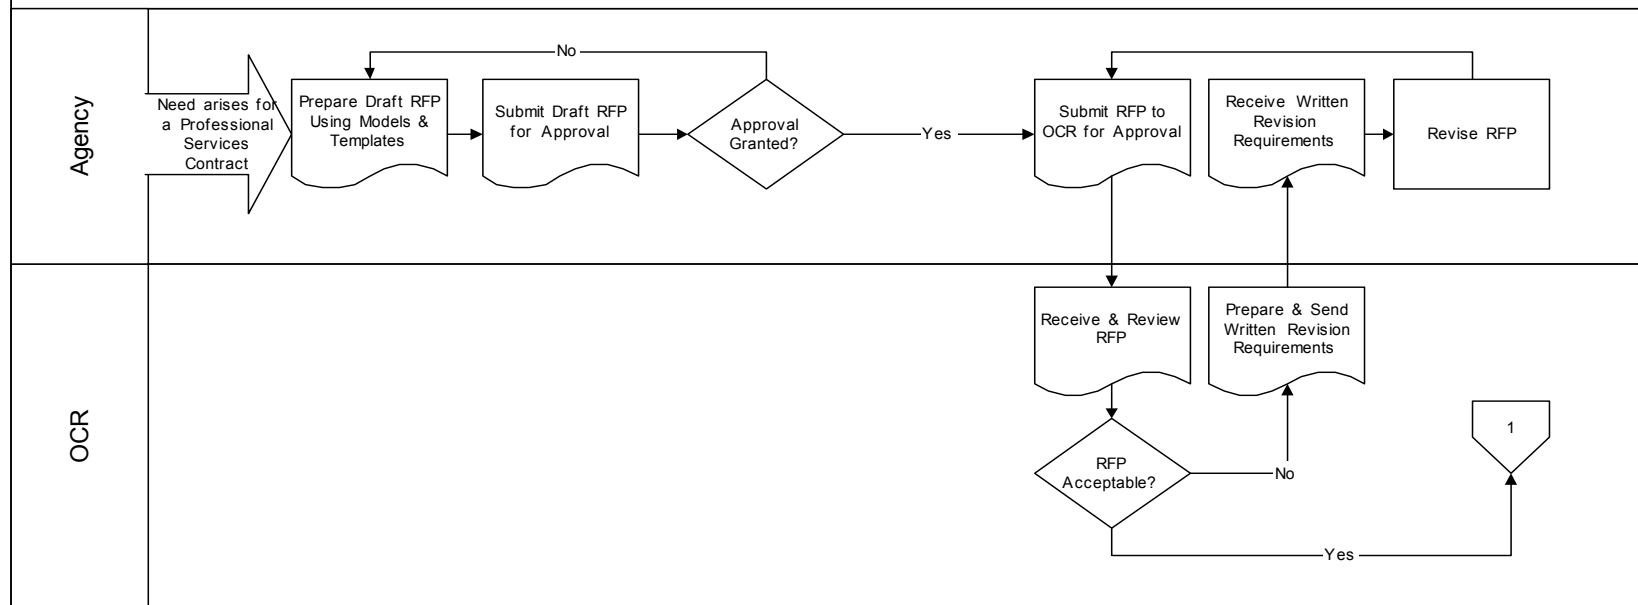 Agency
Need arises for
a Professional
Services
Contract
Prepare Draft RFP
Using Models &
Templates
Submit Draft RFP
for Approval
No
Approval
Granted?
Yes
Submit RFP to
OCR for Approval
Receive Written
Revision
Requirements
Revise RFP
OCR
Receive & Review
RFP
Prepare & Send
Written Revision
Requirements
RFP
Acceptable?
No
Yes
1